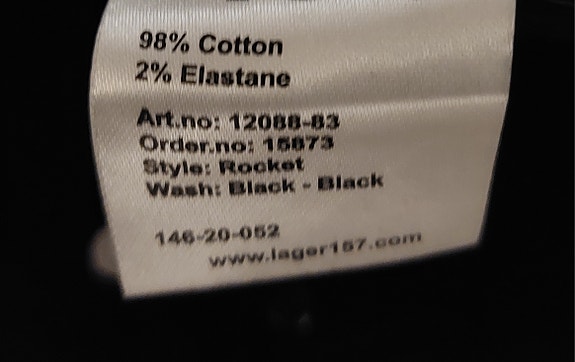 98% Cotton
2% Elastane
Art.no: 12088-83
Order.no: 15873
Style: Rocket
Wash: Black - Black
146-20-052
www.lager157.com